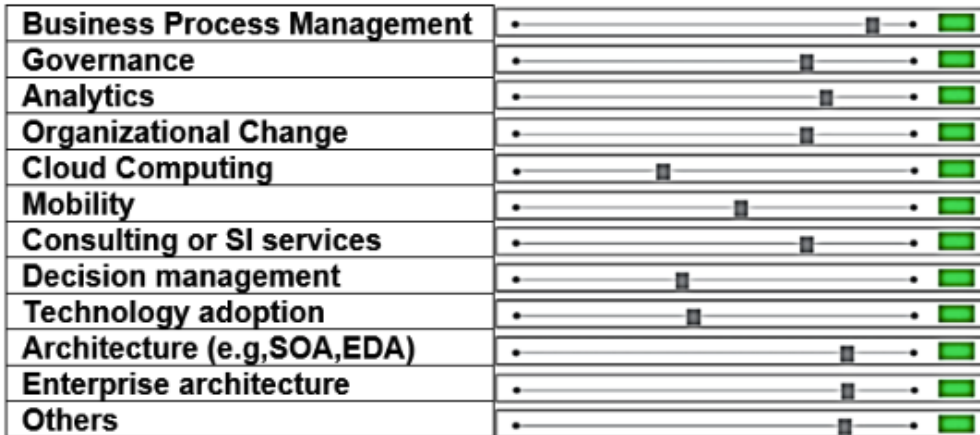 Business Process Management
Governance
Analytics
Organizational Change
Cloud Computing
Mobility
Consulting or SI services
Decision management
Technology adoption
Architecture (e.g,SOA,EDA)
Enterprise architecture
Others